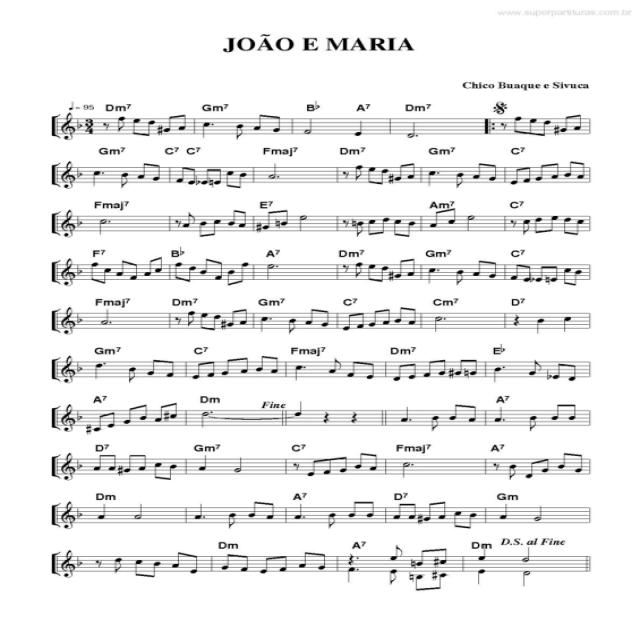 www.superpartituras.com.br
JOÃO E MARIA
Chico Buaque e Sivuca
♩ = 95 Dm7 Gm7 B♭ A7 Dm7
3
4
Gm7 C7 C7 Fmaj7 Dm7 Gm7 C7
Fmaj7 E7 Am7 C7
F7 B♭ A7 Dm7 Gm7 C7
Fmaj7 Dm7 Gm7 C7 Cm7 D7
Gm7 C7 Fmaj7 Dm7 E♭
A7 Dm Fine A7
D7 Gm7 C7 Fmaj7 A7
Dm A7 D7 Gm
Dm A7 Dm D.S. al Fine